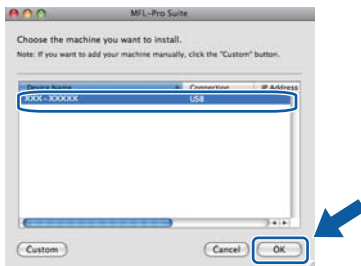 MFL-Pro Suite
Choose the machine you want to install.
Note: If you want to add your machine manually, click the "Custom" button.
Device Name Connection IP Address
XXX-XXXXX USB
Custom Cancel OK